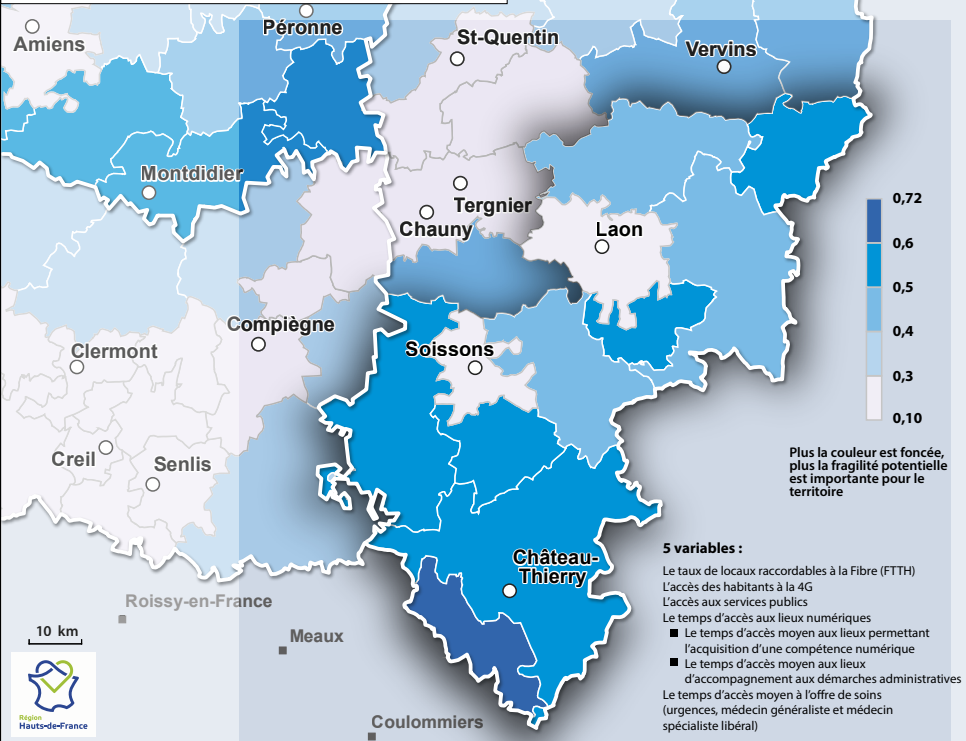 Amiens
Péronne
St-Quentin
Vervins
Montdidier
Tergnier
Chauny
Laon
Compiègne
Clermont
Soissons
Creil
Senlis
Château-
Thierry
Roissy-en-France
Meaux
Coulommiers
10 km
Région
Hauts-de-France
0,72
0,6
0,5
0,4
0,3
0,10
Plus la couleur est foncée,
plus la fragilité potentielle
est importante pour le
territoire
5 variables :
Le taux de locaux raccordables à la Fibre (FTTH)
L'accès des habitants à la 4G
L'accès aux services publics
Le temps d'accès aux lieux numériques
Le temps d'accès moyen aux lieux permettant
l'acquisition d'une compétence numérique
Le temps d'accès moyen aux lieux
d'accompagnement aux démarches administratives
Le temps d'accès moyen à l'offre de soins
(urgences, médecin généraliste et médecin
spécialiste libéral)